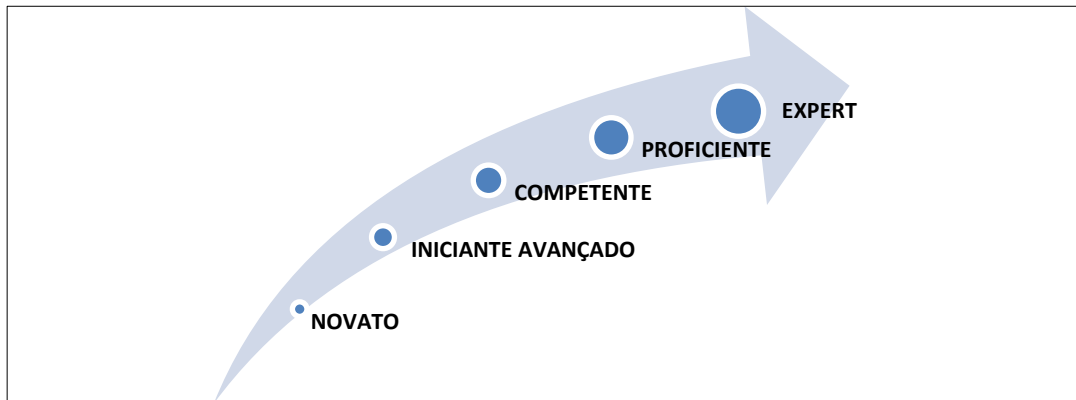 EXPERT
PROFICIENTE
COMPETENTE
INICIANTE AVANÇADO
NOVATO